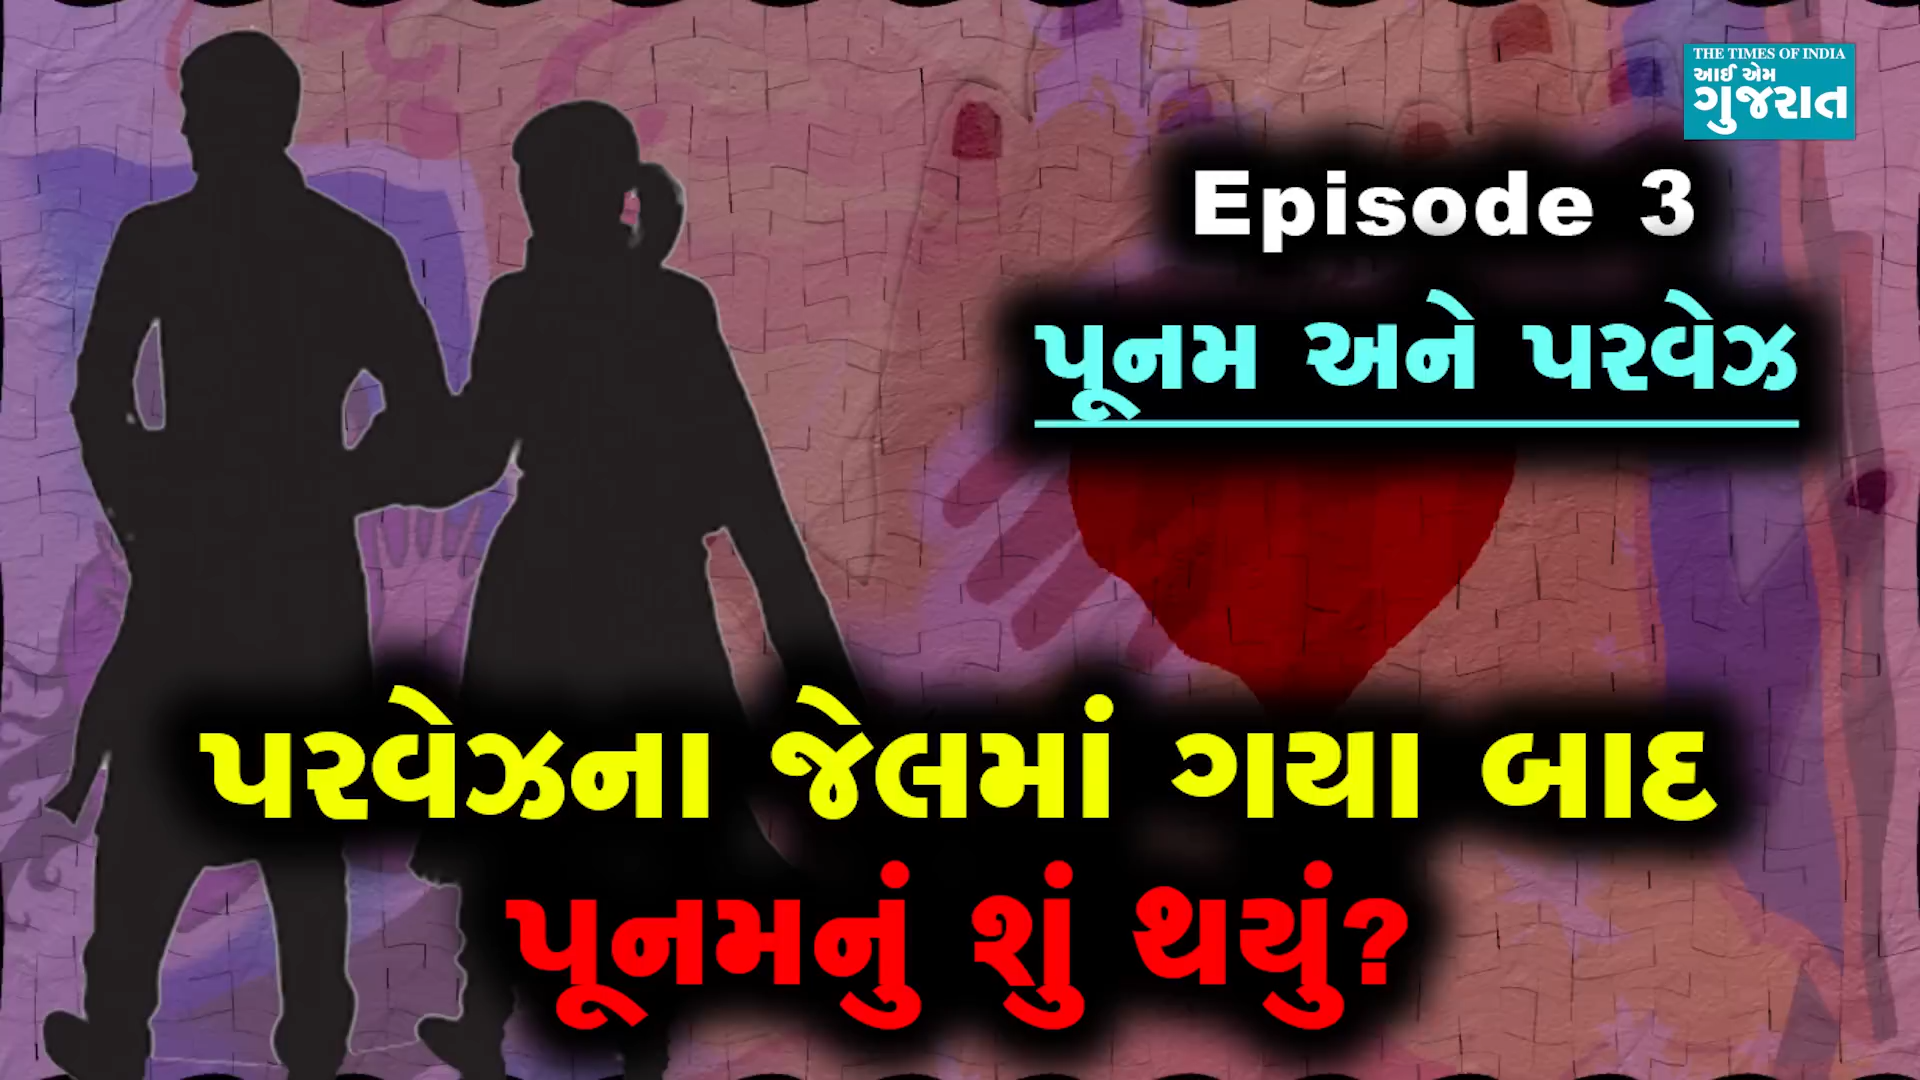 THE TIMES OF INDIA
આઈ એમ
ગુજરાત
Episode 3
પૂનમ અને પરવેઝ
પરવેઝના જેલમાં ગયા બાદ
પૂનમનું શું થયું?